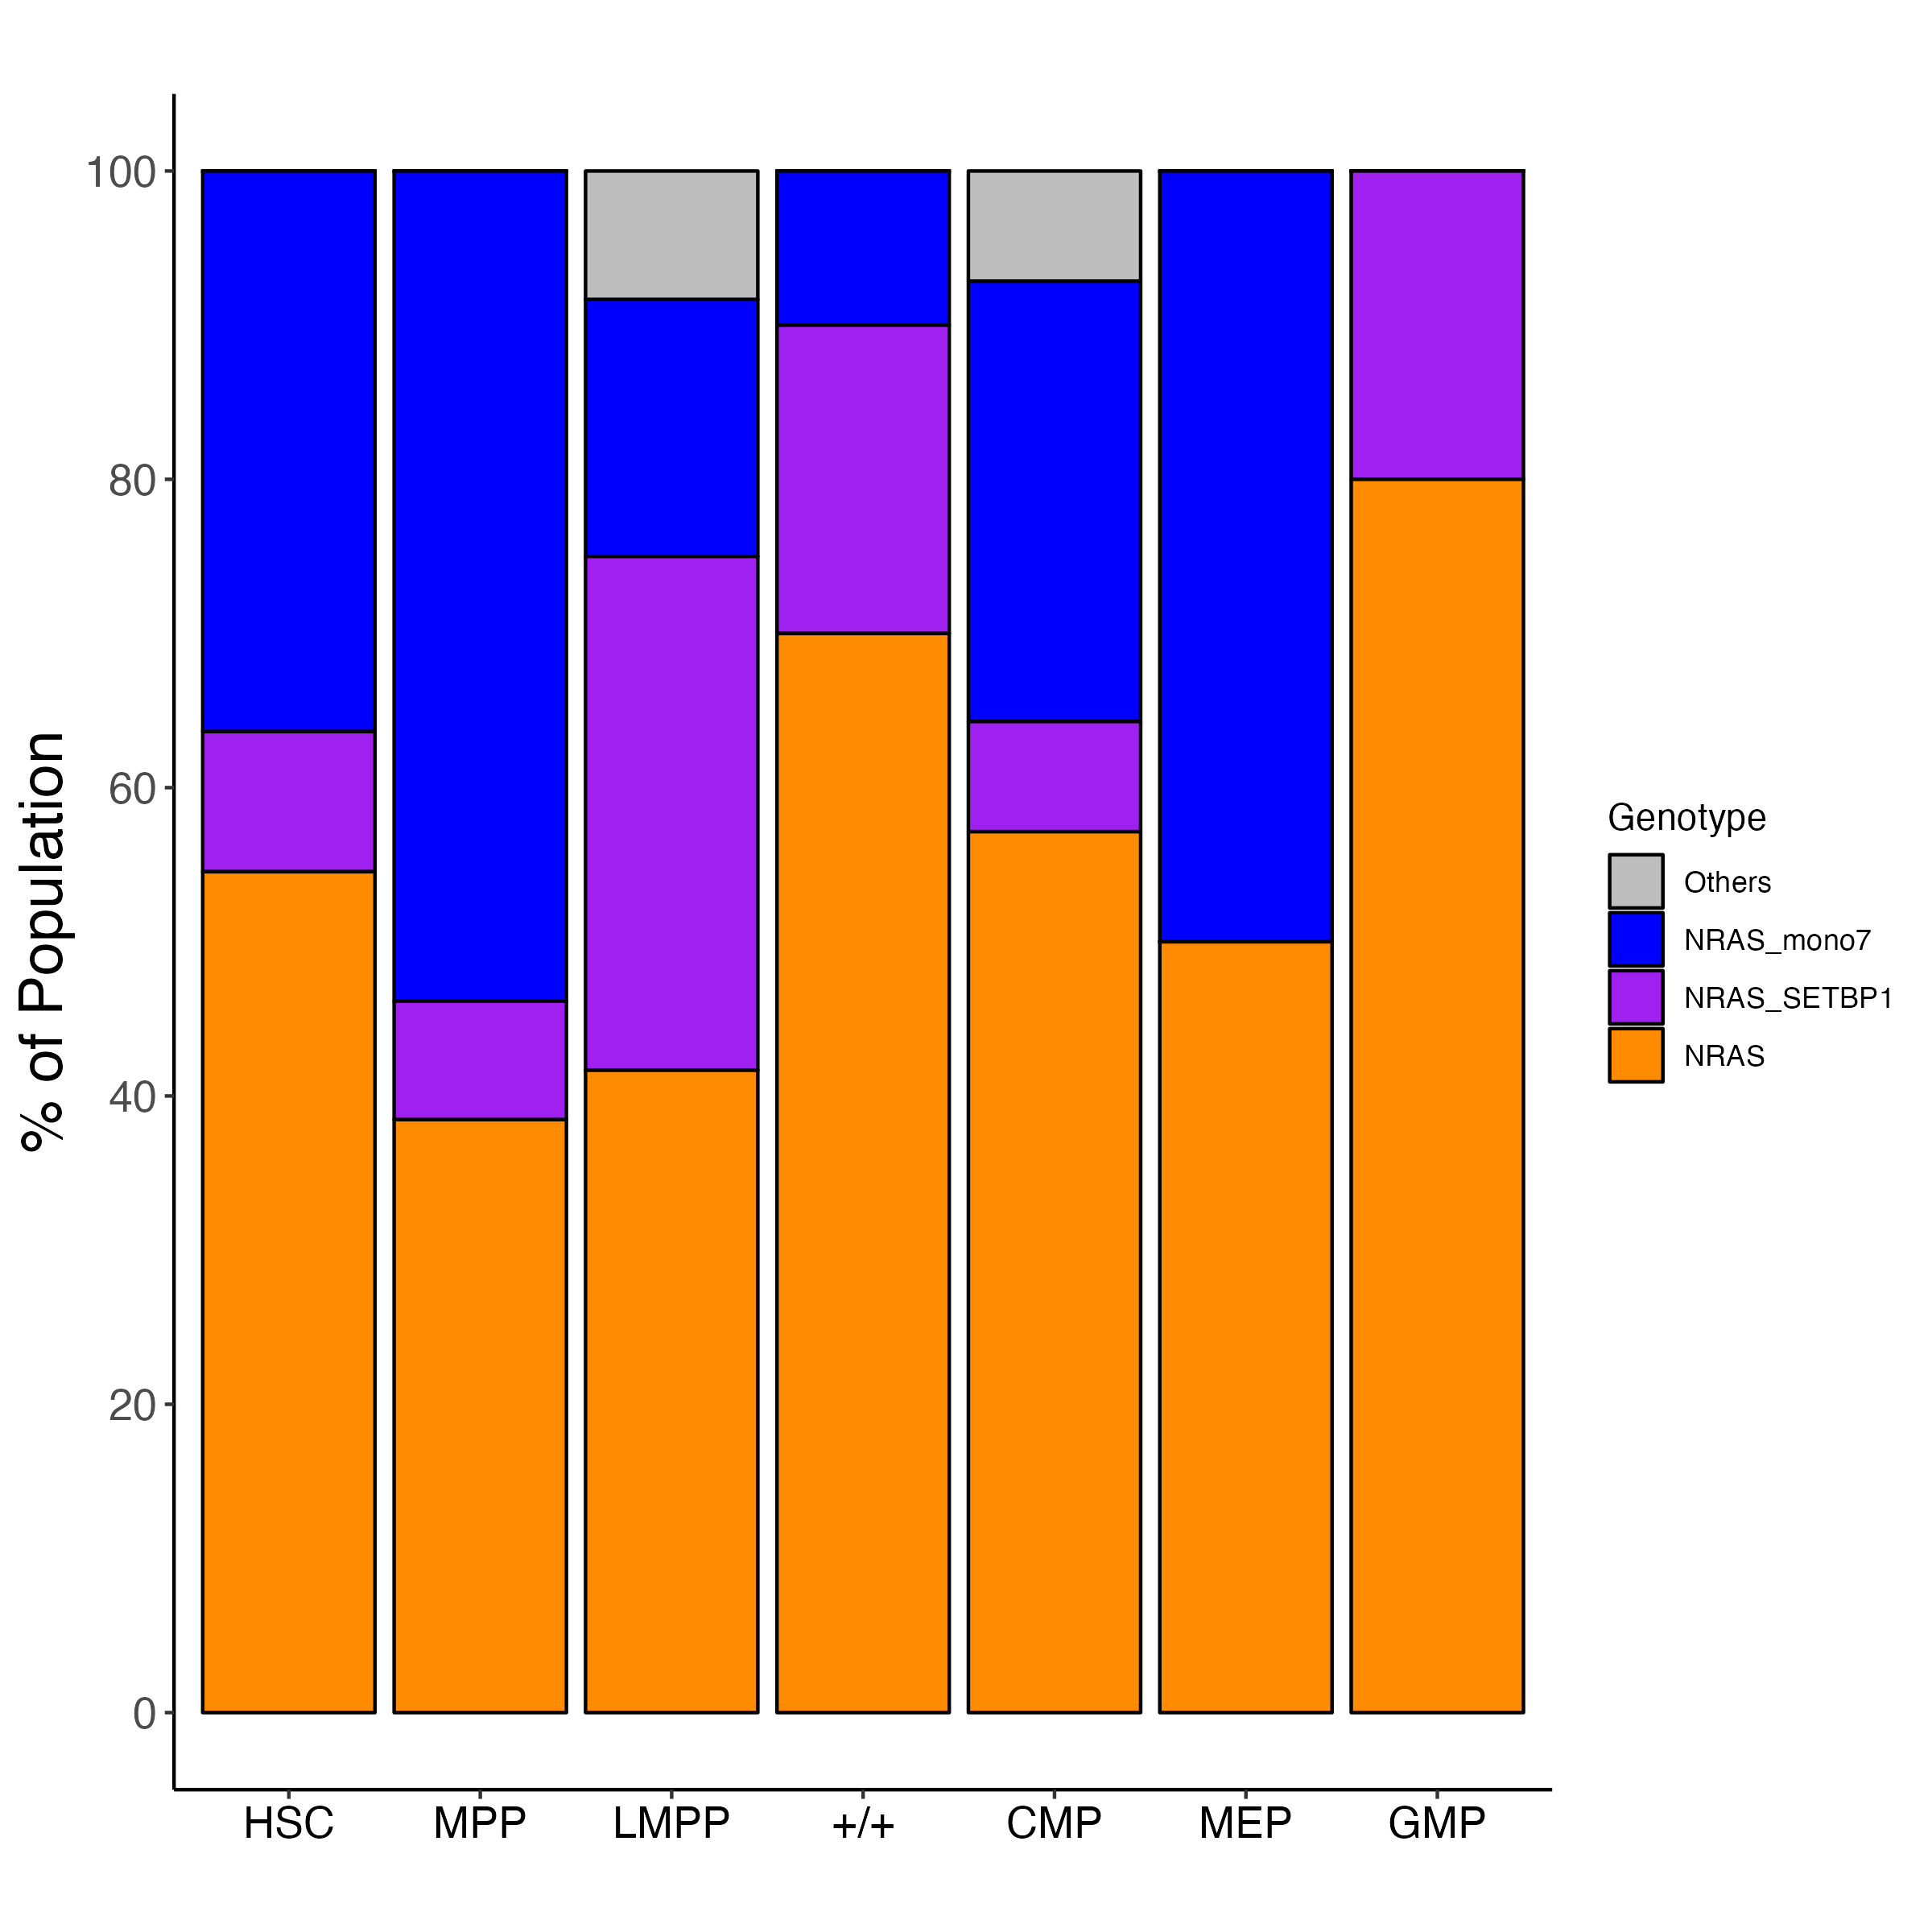 % of Population
100
80
60
40
20
0
HSC MPP LMPP +/+ CMP MEP GMP
Genotype
Others
NRAS_mono7
NRAS_SETBP1
NRAS